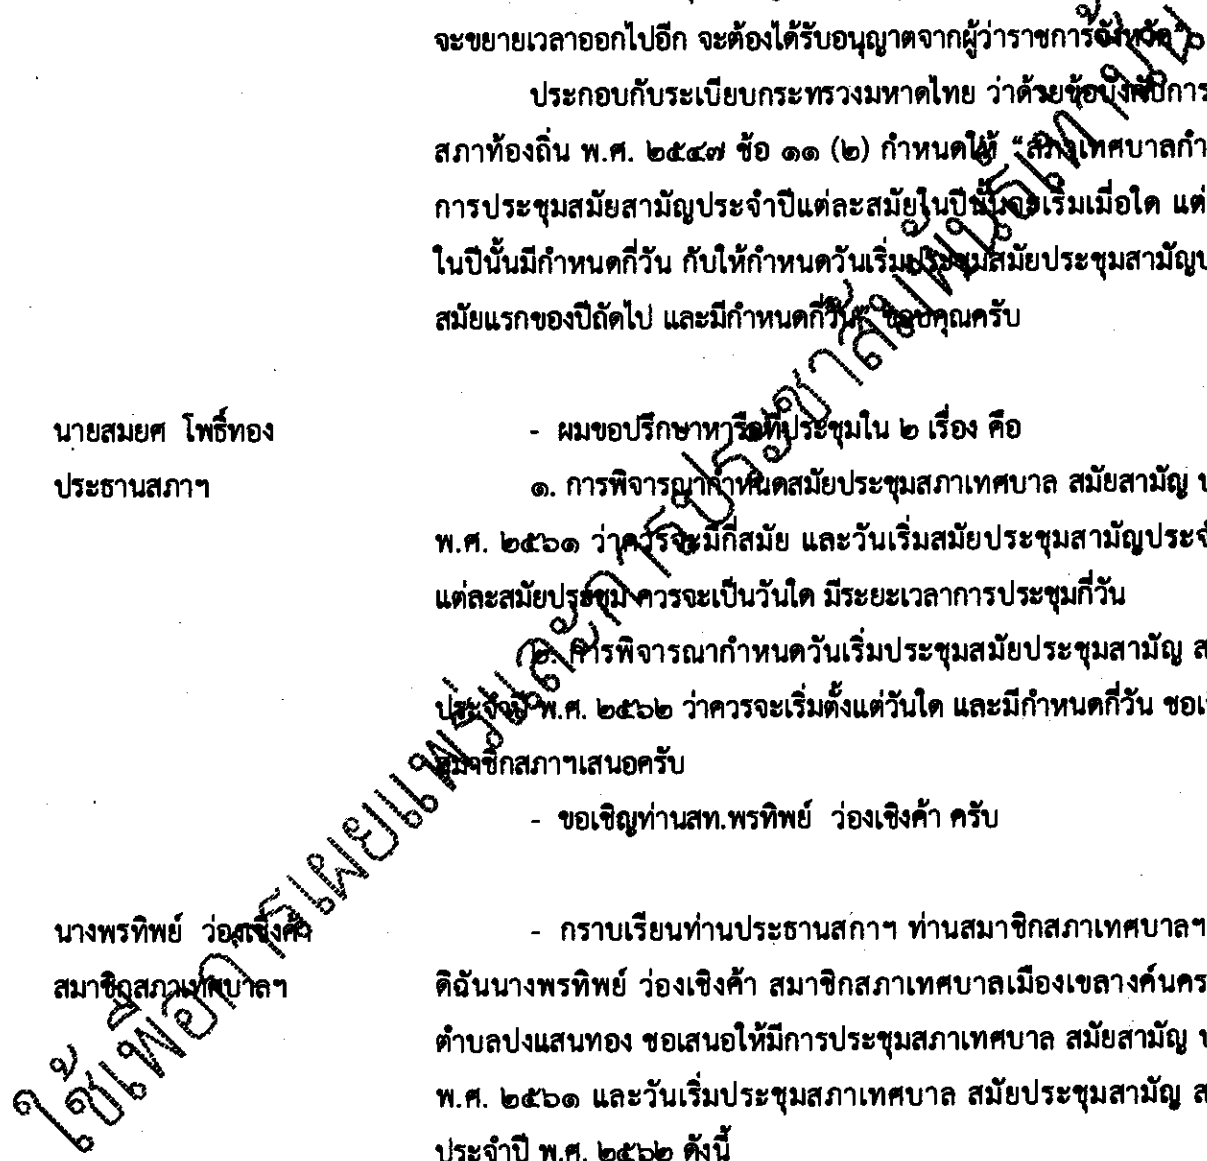 จะขยายเวลาออกไปอีก จะต้องได้รับอนุญาตจากผู้ว่าราชการจังหวัด"
ประกอบกับระเบียบกระทรวงมหาดไทย ว่าด้วยข้อบังคับการ
สภาท้องถิ่น พ.ศ. ๒๕๔๗ ข้อ ๑๑ (๒) กำหนดให้ "สภาเทศบาลกำ
การประชุมสมัยสามัญประจำปีแต่ละสมัยในปีนั้นจะเริ่มเมื่อใด แต่
ในปีนั้นมีกำหนดกี่วัน กับให้กำหนดวันเริ่มประชุมสมัยประชุมสามัญป
สมัยแรกของปีถัดไป และมีกำหนดกี่วัน" ขอบคุณครับ
นายสมยศ โพธิ์ทอง - ผมขอปรึกษาหารือที่ประชุมใน ๒ เรื่อง คือ
ประธานสภาฯ ๑. การพิจารณากำหนดสมัยประชุมสภาเทศบาล สมัยสามัญ ป
พ.ศ. ๒๕๖๑ ว่าควรจะมีกี่สมัย และวันเริ่มสมัยประชุมสามัญประจำ
แต่ละสมัยประชุม ควรจะเป็นวันใด มีระยะเวลาการประชุมกี่วัน
๒. การพิจารณากำหนดวันเริ่มประชุมสมัยประชุมสามัญ ส
ประจำปี พ.ศ. ๒๕๖๒ ว่าควรจะเริ่มตั้งแต่วันใด และมีกำหนดกี่วัน ขอเ
สมาชิกสภาฯเสนอครับ
- ขอเชิญท่านสท.พรทิพย์ ว่องเชิงค้า ครับ
นางพรทิพย์ ว่องเชิงค้า - กราบเรียนท่านประธานสภาฯ ท่านสมาชิกสภาเทศบาลฯ
สมาชิกสภาเทศบาลฯ ดิฉันนางพรทิพย์ ว่องเชิงค้า สมาชิกสภาเทศบาลเมืองเขลางค์นคร
ตำบลปงแสนทอง ขอเสนอให้มีการประชุมสภาเทศบาล สมัยสามัญ ป
พ.ศ. ๒๕๖๑ และวันเริ่มประชุมสภาเทศบาล สมัยประชุมสามัญ ส
ประจำปี พ.ศ. ๒๕๖๒ ดังนี้
ใช้เพื่อการเผยแพร่และการประชาสัมพันธ์เท่านั้น